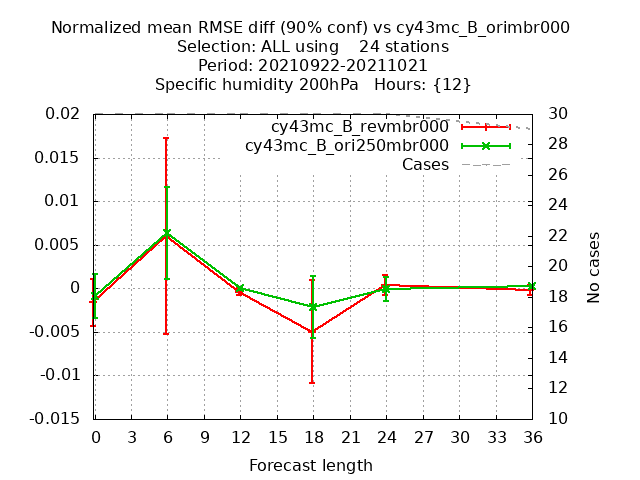 Normalized mean RMSE diff (90% conf) vs cy43mc_B_orimbr000
Selection: ALL using    24 stations
Period: 20210922-20211021
Specific humidity 200hPa   Hours: {12}
cy43mc_B_revmbr000
cy43mc_B_ori250mbr000
Cases
0.02
0.015
0.01
0.005
0
-0.005
-0.01
-0.015
30
28
26
24
22
20
18
16
14
12
10
No cases
0 3 6 9 12 15 18 21 24 27 30 33 36
Forecast length